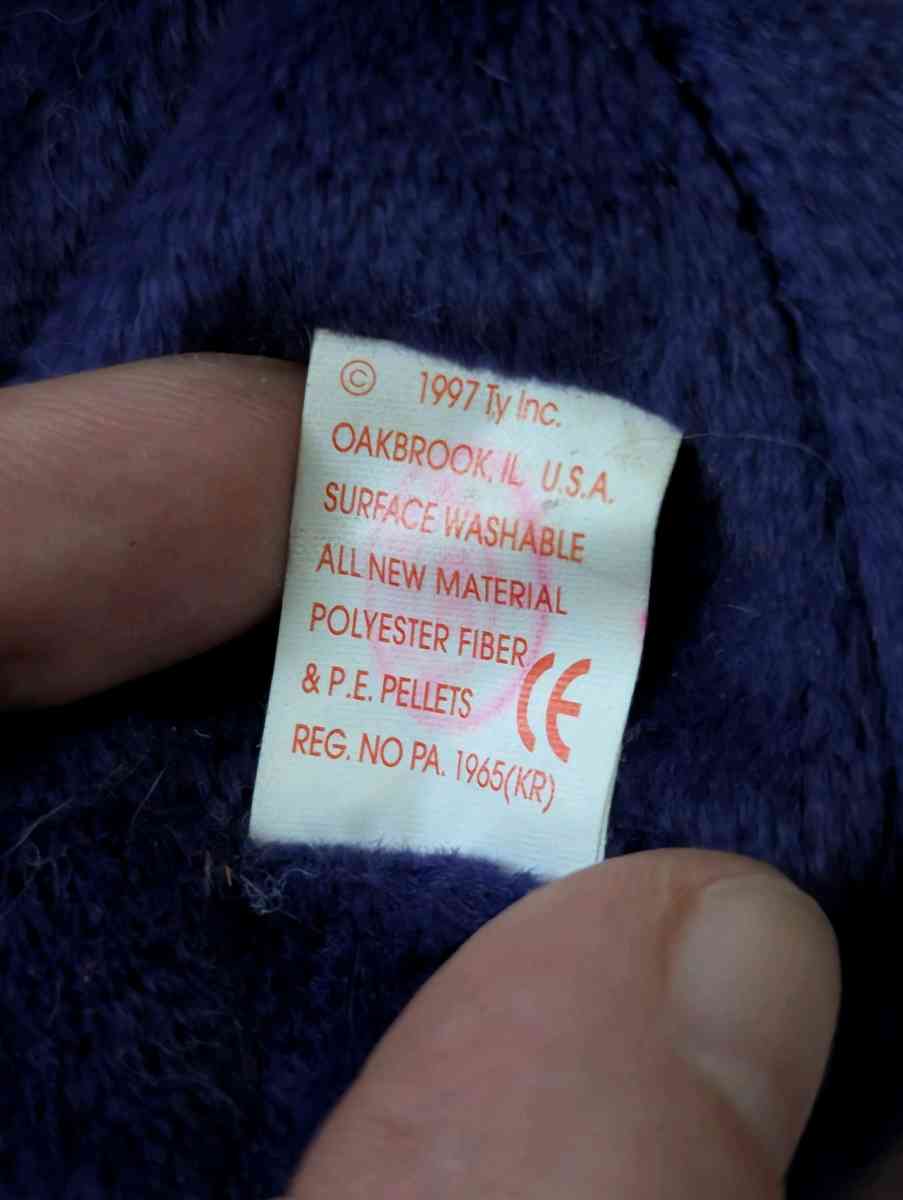 © 1997 Ty Inc.
OAKBROOK, IL U.S.A.
SURFACE WASHABLE
ALL NEW MATERIAL
POLYESTER FIBER
& P.E. PELLETS CE
REG. NO PA. 1965(KR)